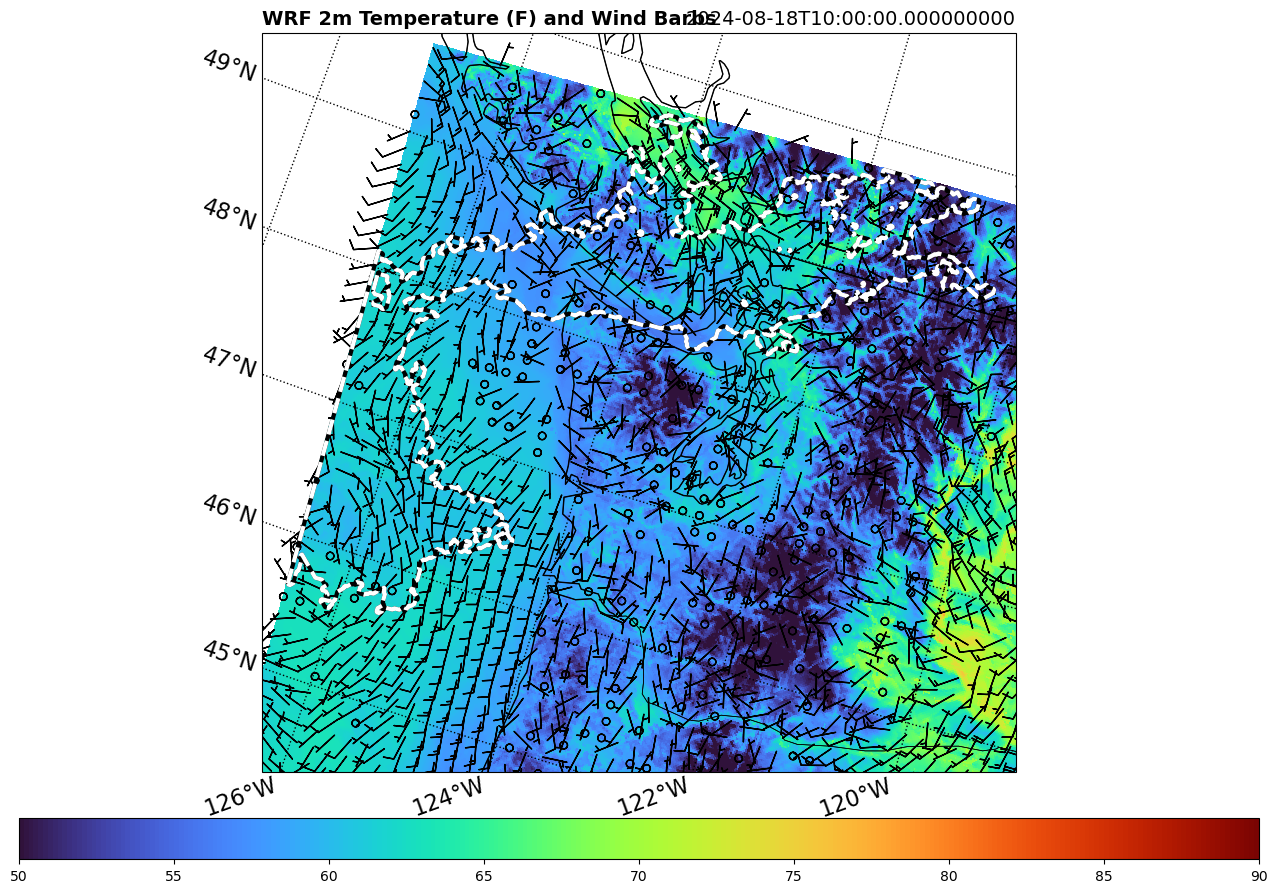 WRF 2m Temperature (F) and Wind Barbs
2024-08-18T10:00:00.000000000
49°N
48°N
47°N
46°N
45°N
126°W 124°W 122°W 120°W
50 55 60 65 70 75 80 85 90